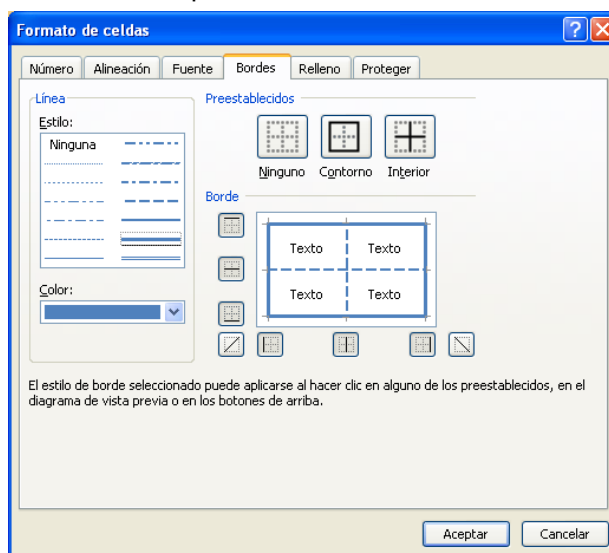 Formato de celdas
Número Alineación Fuente Bordes Relleno Proteger
Línea
Estilo:
Ninguna
Color:
Preestablecidos
Ninguno Contorno Interior
Borde
Texto Texto
Texto Texto
El estilo de borde seleccionado puede aplicarse al hacer clic en alguno de los preestablecidos, en el
diagrama de vista previa o en los botones de arriba.
Aceptar Cancelar